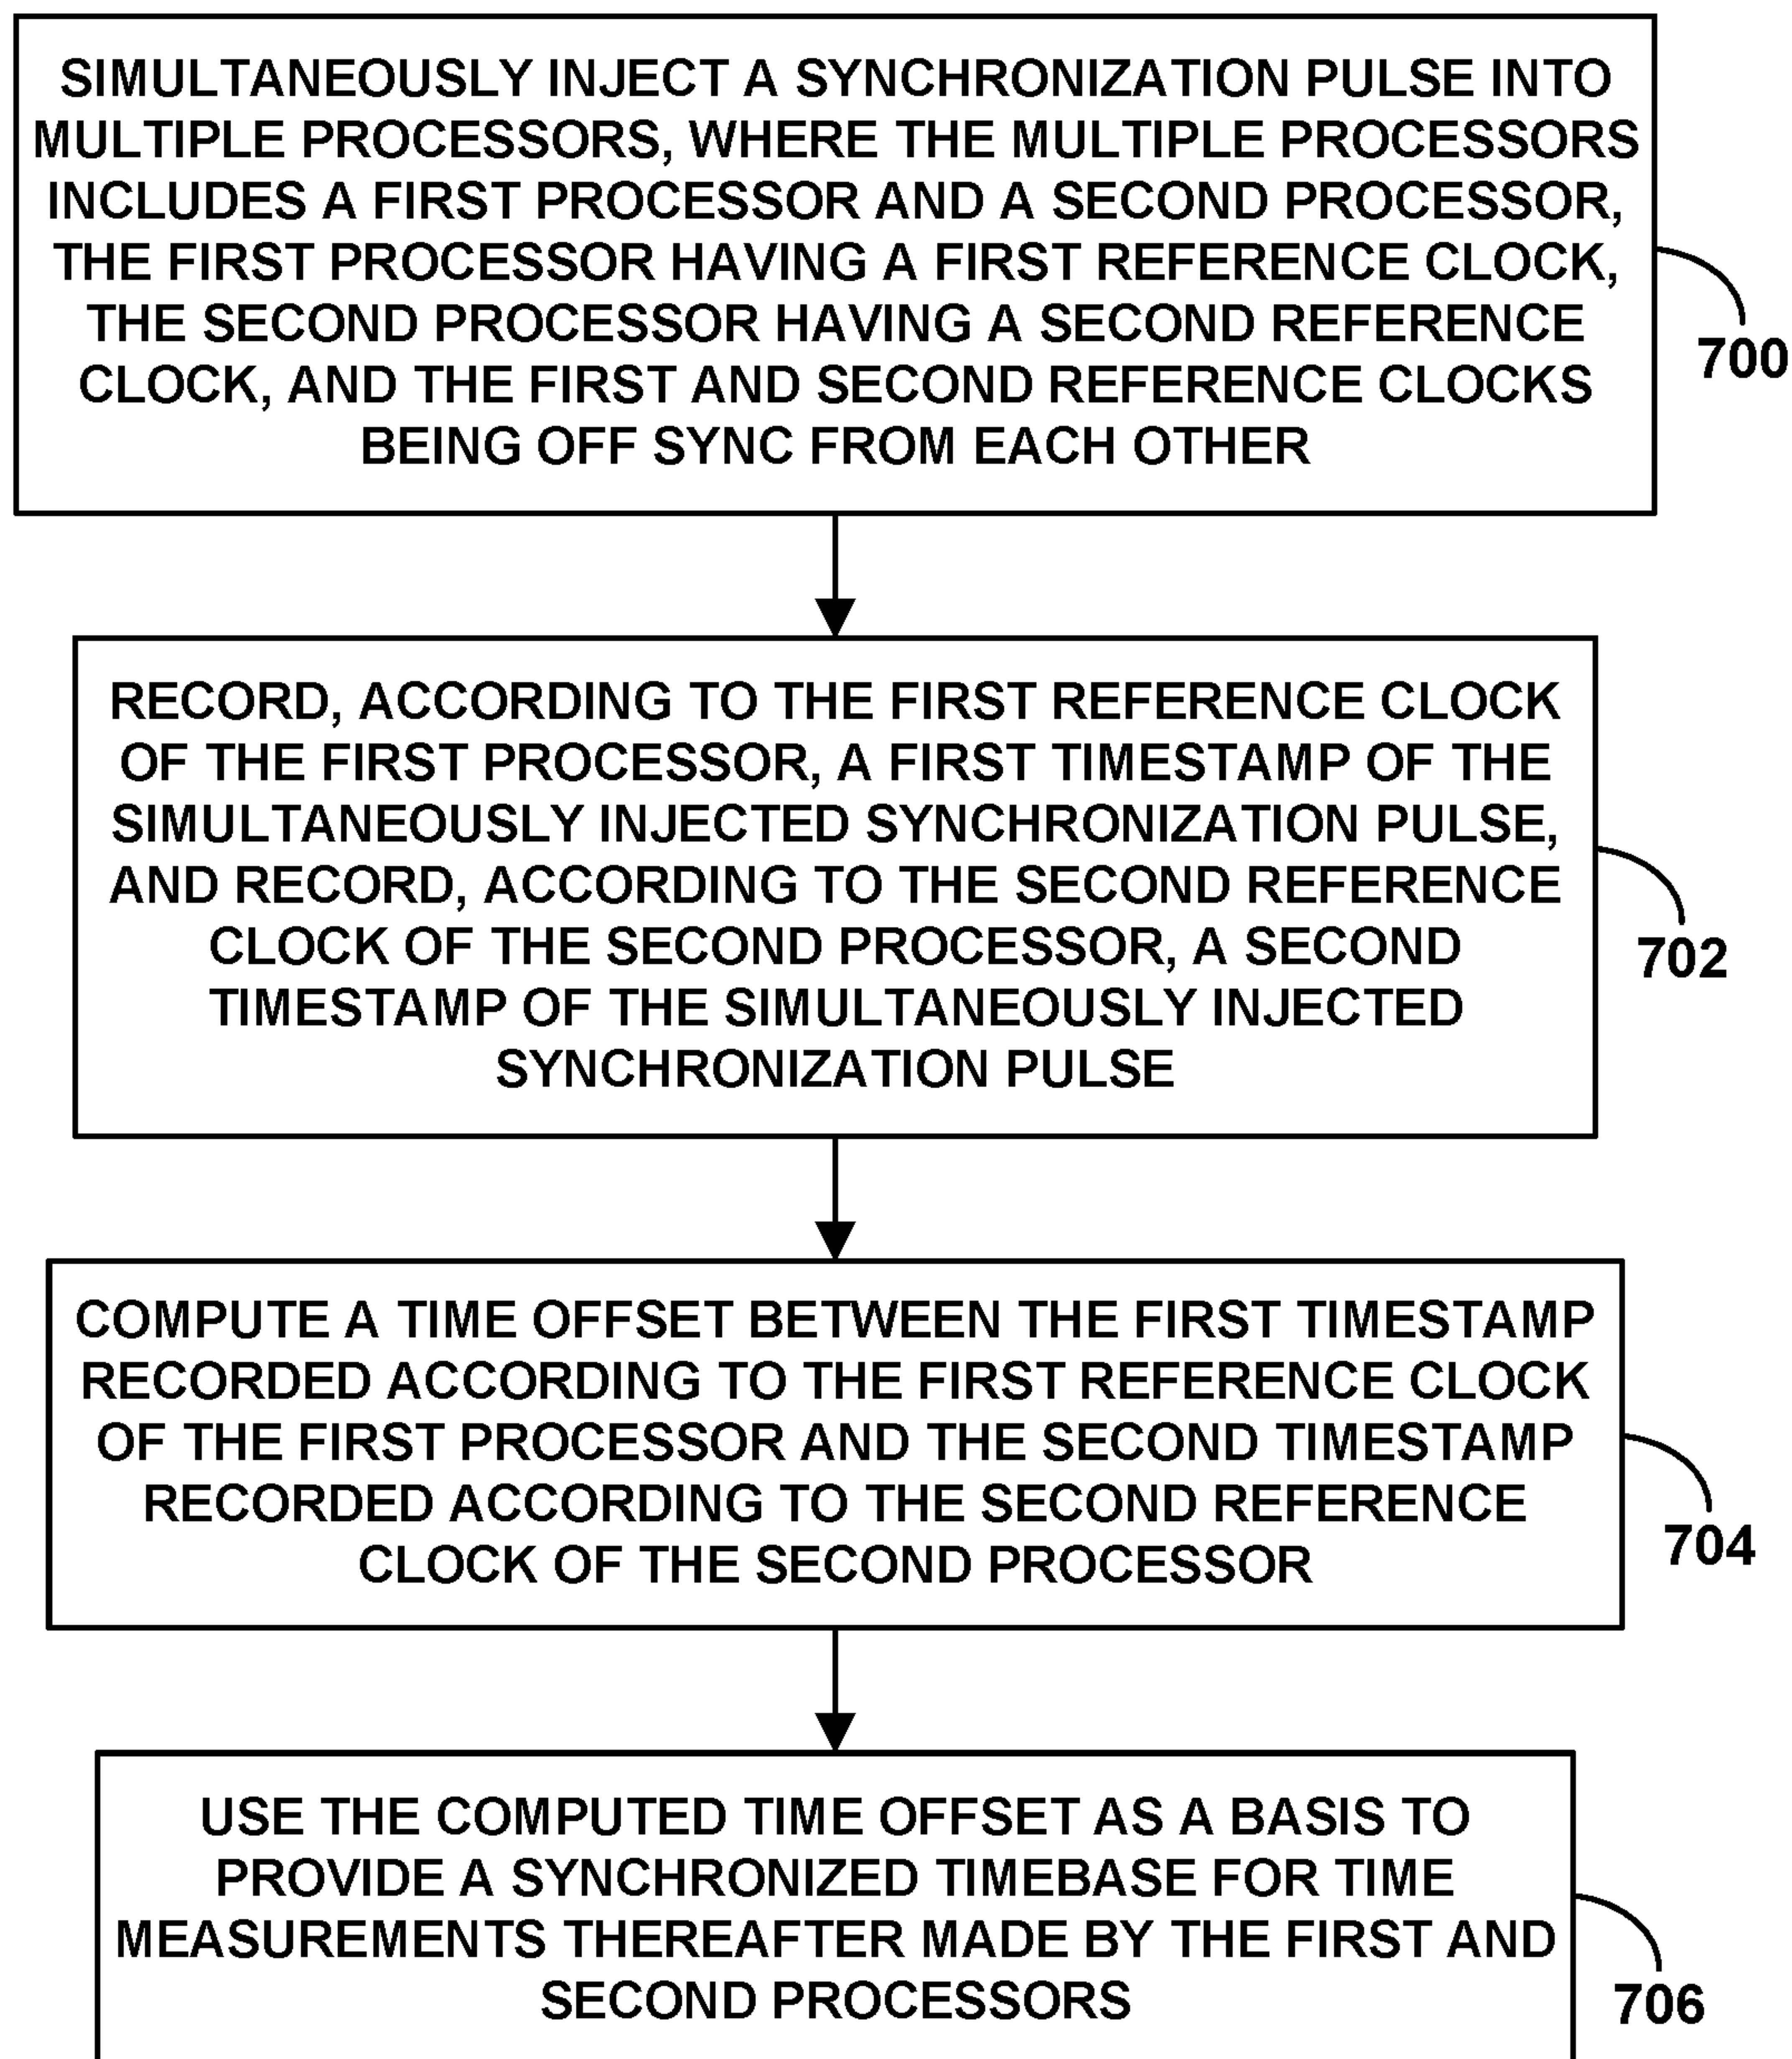 SIMULTANEOUSLY INJECT A SYNCHRONIZATION PULSE INTO
MULTIPLE PROCESSORS, WHERE THE MULTIPLE PROCESSORS
INCLUDES A FIRST PROCESSOR AND A SECOND PROCESSOR,
THE FIRST PROCESSOR HAVING A FIRST REFERENCE CLOCK,
THE SECOND PROCESSOR HAVING A SECOND REFERENCE
CLOCK, AND THE FIRST AND SECOND REFERENCE CLOCKS
BEING OFF SYNC FROM EACH OTHER
700
RECORD, ACCORDING TO THE FIRST REFERENCE CLOCK
OF THE FIRST PROCESSOR, A FIRST TIMESTAMP OF THE
SIMULTANEOUSLY INJECTED SYNCHRONIZATION PULSE,
AND RECORD, ACCORDING TO THE SECOND REFERENCE
CLOCK OF THE SECOND PROCESSOR, A SECOND
TIMESTAMP OF THE SIMULTANEOUSLY INJECTED
SYNCHRONIZATION PULSE
702
COMPUTE A TIME OFFSET BETWEEN THE FIRST TIMESTAMP
RECORDED ACCORDING TO THE FIRST REFERENCE CLOCK
OF THE FIRST PROCESSOR AND THE SECOND TIMESTAMP
RECORDED ACCORDING TO THE SECOND REFERENCE
CLOCK OF THE SECOND PROCESSOR
704
USE THE COMPUTED TIME OFFSET AS A BASIS TO
PROVIDE A SYNCHRONIZED TIMEBASE FOR TIME
MEASUREMENTS THEREAFTER MADE BY THE FIRST AND
SECOND PROCESSORS
706